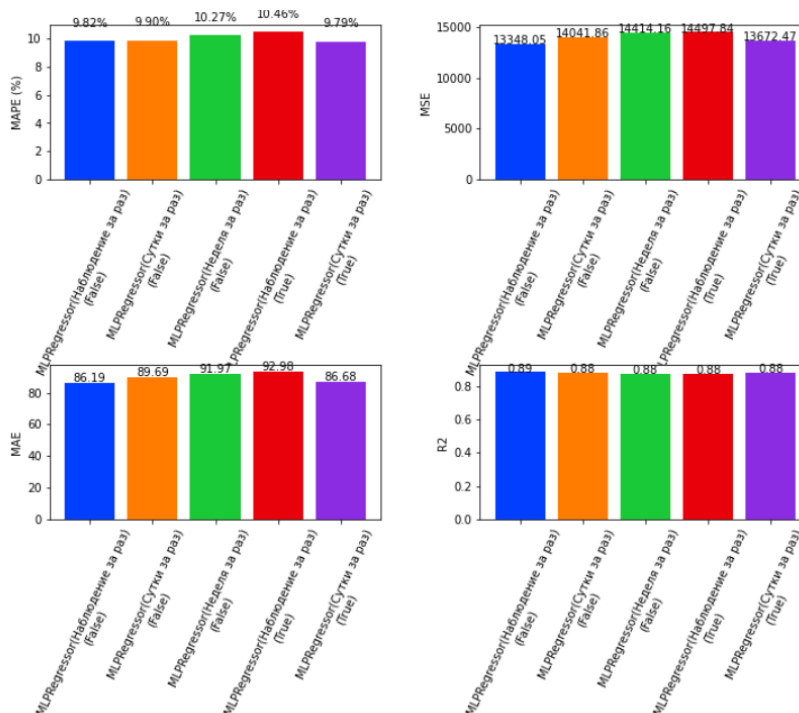 9.82%
9.90%
10.27%
10.46%
9.79%
MAPE (%)
10
8
6
4
2
0
MLPRegressor(Наблюдение за раз)
(False)
MLPRegressor(Сутки за раз)
(False)
MLPRegressor(Неделя за раз)
(False)
MLPRegressor(Наблюдение за раз)
(True)
MLPRegressor(Сутки за раз)
(True)
13348.05
14041.86
14414.16
14497.84
13672.47
MSE
15000
10000
5000
0
MLPRegressor(Наблюдение за раз)
(False)
MLPRegressor(Сутки за раз)
(False)
MLPRegressor(Неделя за раз)
(False)
MLPRegressor(Наблюдение за раз)
(True)
MLPRegressor(Сутки за раз)
(True)
86.19
89.69
91.97
92.98
86.68
MAE
80
60
40
20
0
MLPRegressor(Наблюдение за раз)
(False)
MLPRegressor(Сутки за раз)
(False)
MLPRegressor(Неделя за раз)
(False)
MLPRegressor(Наблюдение за раз)
(True)
MLPRegressor(Сутки за раз)
(True)
0.89
0.88
0.88
0.88
0.88
R2
0.8
0.6
0.4
0.2
0.0
MLPRegressor(Наблюдение за раз)
(False)
MLPRegressor(Сутки за раз)
(False)
MLPRegressor(Неделя за раз)
(False)
MLPRegressor(Наблюдение за раз)
(True)
MLPRegressor(Сутки за раз)
(True)